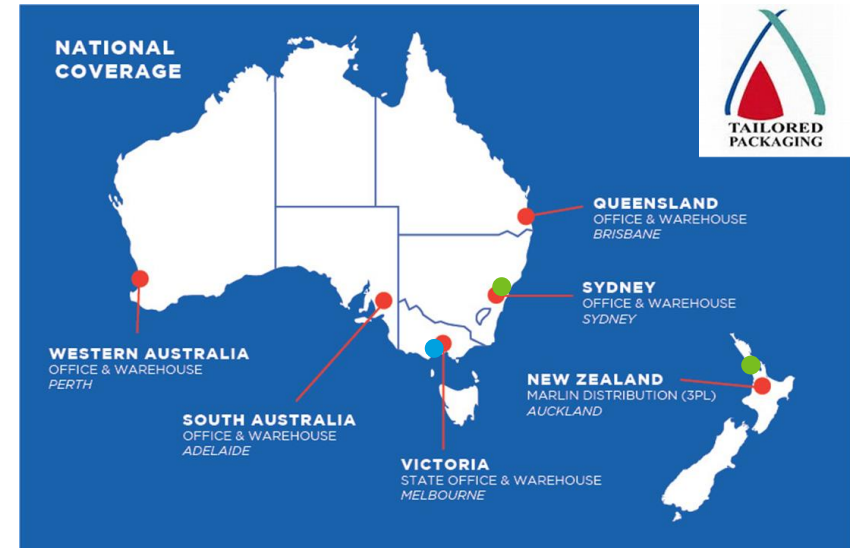 NATIONAL
COVERAGE
TAILORED
PACKAGING
QUEENSLAND
OFFICE & WAREHOUSE
BRISBANE
SYDNEY
OFFICE & WAREHOUSE
SYDNEY
WESTERN AUSTRALIA
OFFICE & WAREHOUSE
PERTH
NEW ZEALAND
MARLIN DISTRIBUTION (3PL)
AUCKLAND
SOUTH AUSTRALIA
OFFICE & WAREHOUSE
ADELAIDE
VICTORIA
STATE OFFICE & WAREHOUSE
MELBOURNE